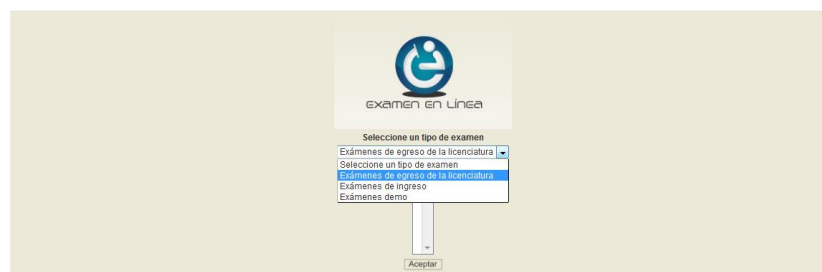 examen en Línea
Seleccione un tipo de examen
Exámenes de egreso de la licenciatura
Seleccione un tipo de examen
Exámenes de egreso de la licenciatura
Exámenes de ingreso
Exámenes demo
Aceptar